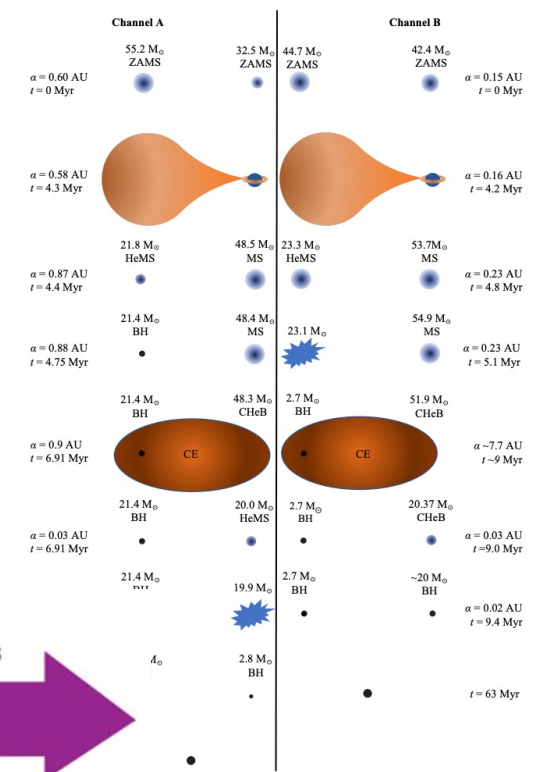 Channel A
Channel B
55.2 M☉ 32.5 M☉ 44.7 M☉ 42.4 M☉
ZAMS ZAMS ZAMS ZAMS
α = 0.60 AU α = 0.15 AU
t = 0 Myr t = 0 Myr
α = 0.58 AU α = 0.16 AU
t = 4.3 Myr t = 4.2 Myr
21.8 M☉ 48.5 M☉ 23.3 M☉ 53.7M☉
HeMS MS HeMS MS
α = 0.87 AU α = 0.23 AU
t = 4.4 Myr t = 4.8 Myr
21.4 M☉ 48.4 M☉ 23.1 M☉ 54.9 M☉
BH MS MS
α = 0.88 AU α = 0.23 AU
t = 4.75 Myr t = 5.1 Myr
21.4 M☉ 48.3 M☉ 2.7 M☉ 51.9 M☉
BH CHeB BH CHeB
α = 0.9 AU CE CE α ~7.7 AU
t = 6.91 Myr t~9 Myr
21.4 M☉ 20.0 M☉ 2.7 M☉ 20.37 M☉
BH HeMS BH CHeB
α = 0.03 AU α = 0.03 AU
t = 6.91 Myr t =9.0 Myr
21.4 M☉ 19.9 M☉ 2.7 M☉ ~20 M☉
BH BH
α = 0.02 AU
t = 9.4 Myr
M☉ 2.8 M☉
BH
t = 63 Myr